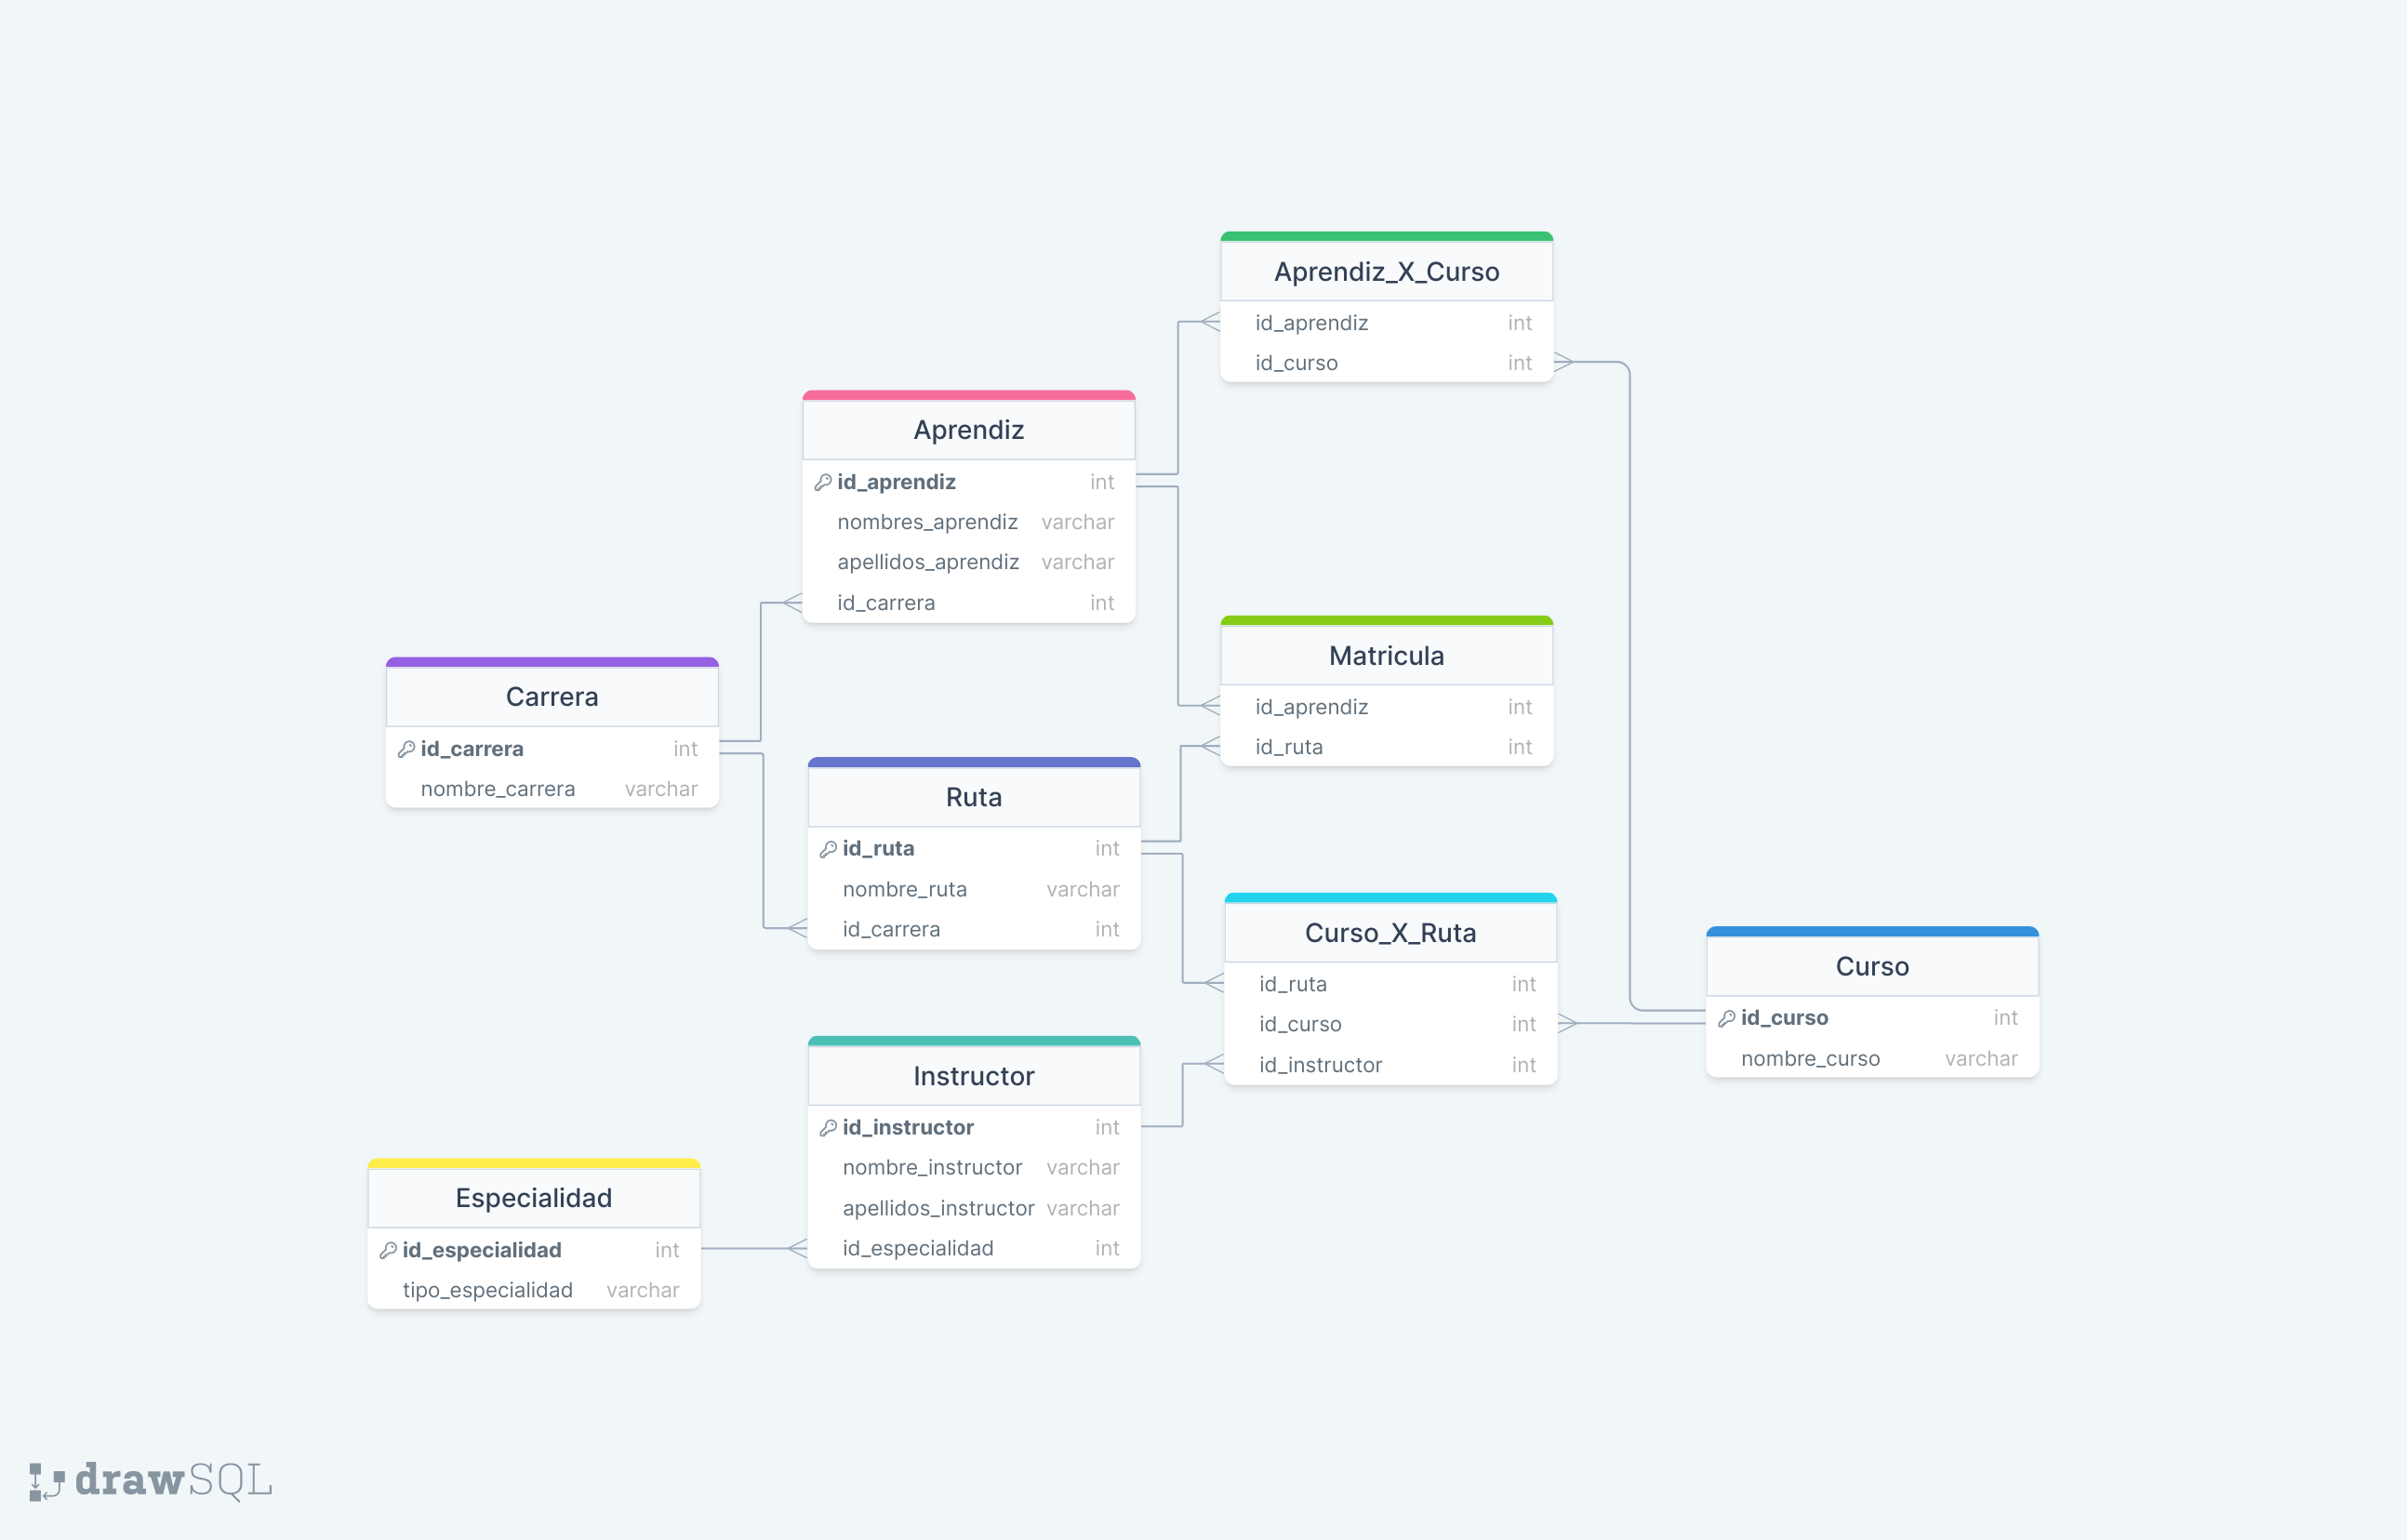 Aprendiz_X_Curso
id_aprendiz int
id_curso int
Aprendiz
id_aprendiz int
nombres_aprendiz varchar
apellidos_aprendiz varchar
id_carrera int
Matricula
id_aprendiz int
id_ruta int
Carrera
id_carrera int
nombre_carrera varchar
Ruta
id_ruta int
nombre_ruta varchar
id_carrera int
Curso_X_Ruta
id_ruta int
id_curso int
id_instructor int
Curso
id_curso int
nombre_curso varchar
Instructor
id_instructor int
nombre_instructor varchar
apellidos_instructor varchar
id_especialidad int
Especialidad
id_especialidad int
tipo_especialidad varchar
drawSQL